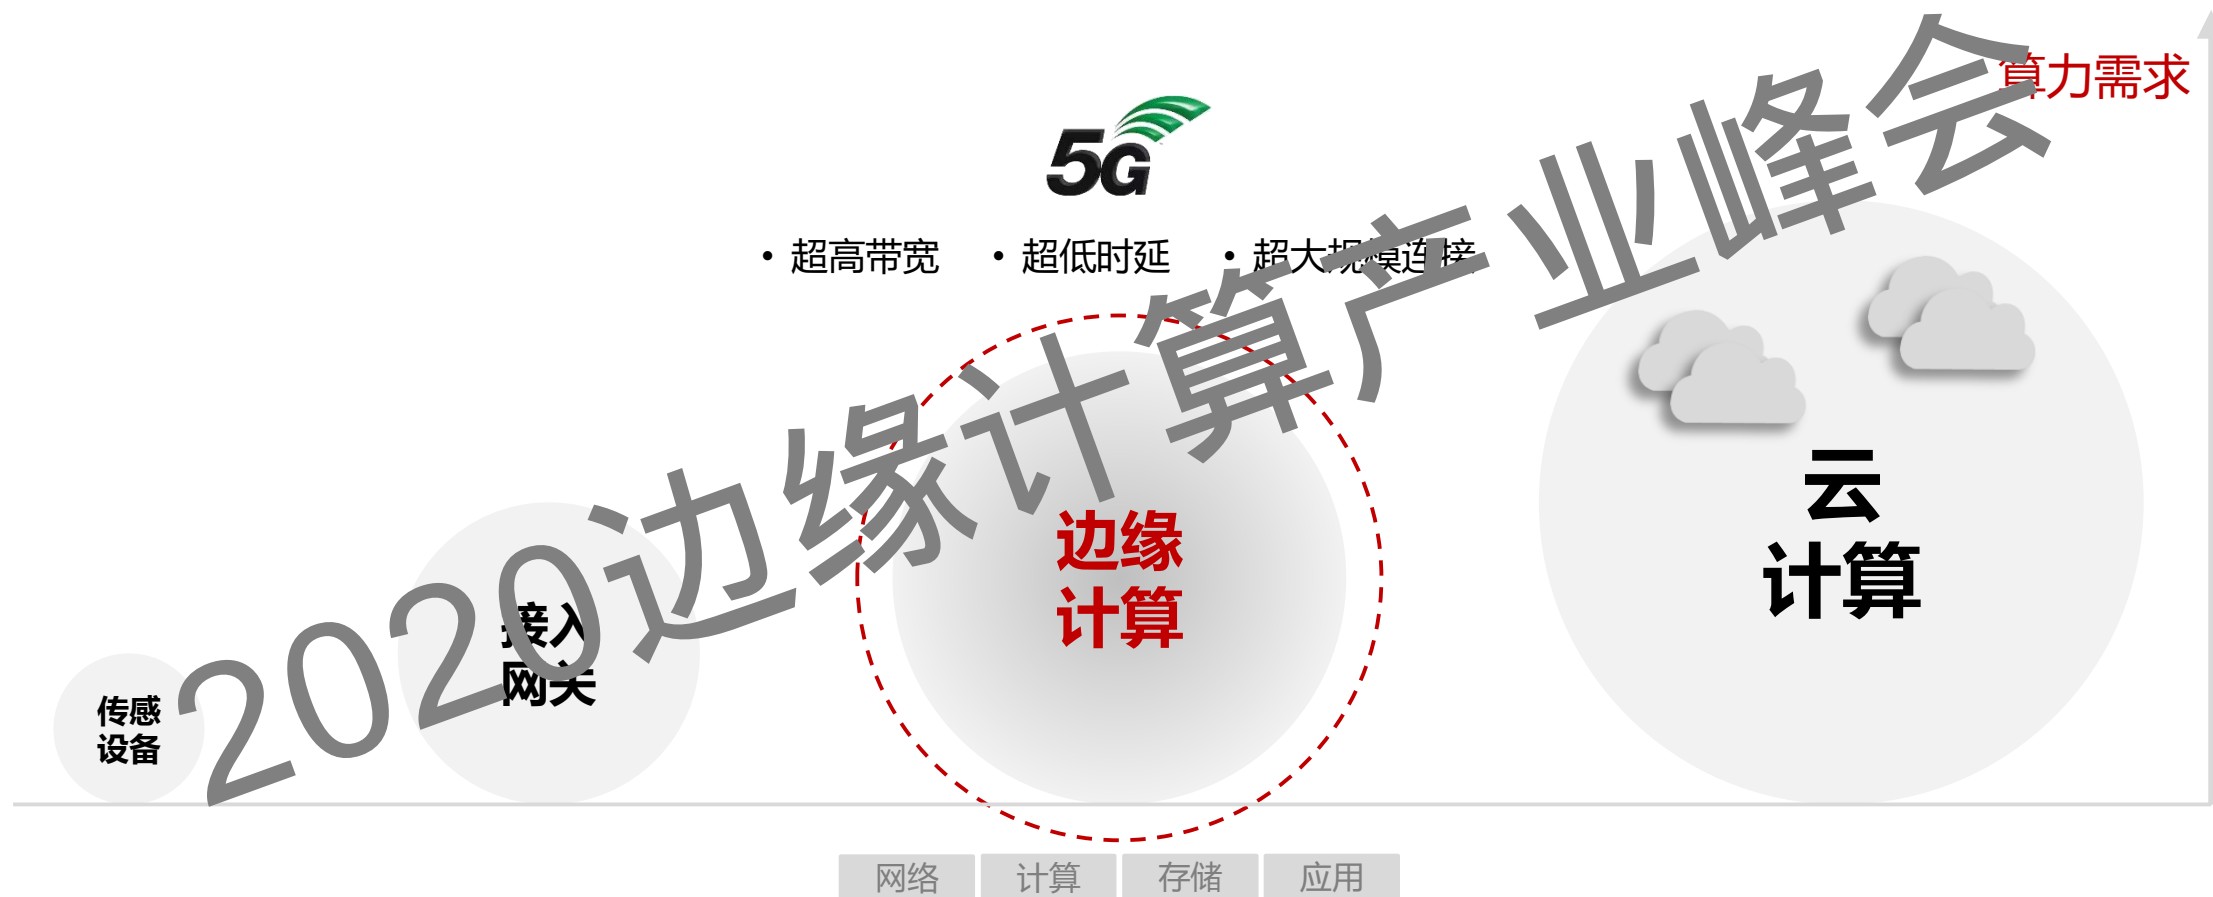 算力需求
5G
• 超高带宽 • 超低时延 • 超大规模连接
2020边缘计算产业峰会
云
计算
边缘
计算
接入
网关
传感
设备
网络 计算 存储 应用